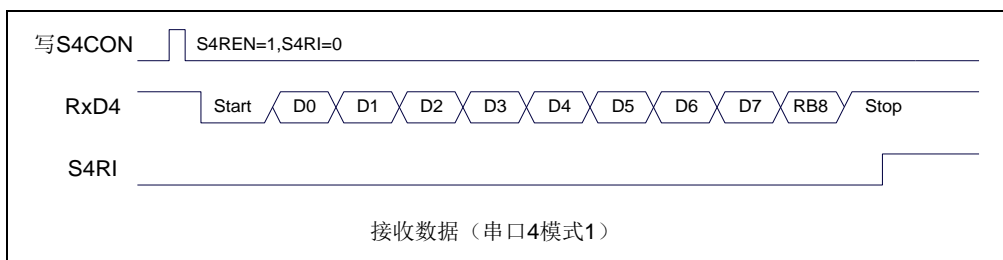 写S4CON S4REN=1,S4RI=0
RxD4 Start D0 D1 D2 D3 D4 D5 D6 D7 RB8 Stop
S4RI
接收数据（串口4模式1）